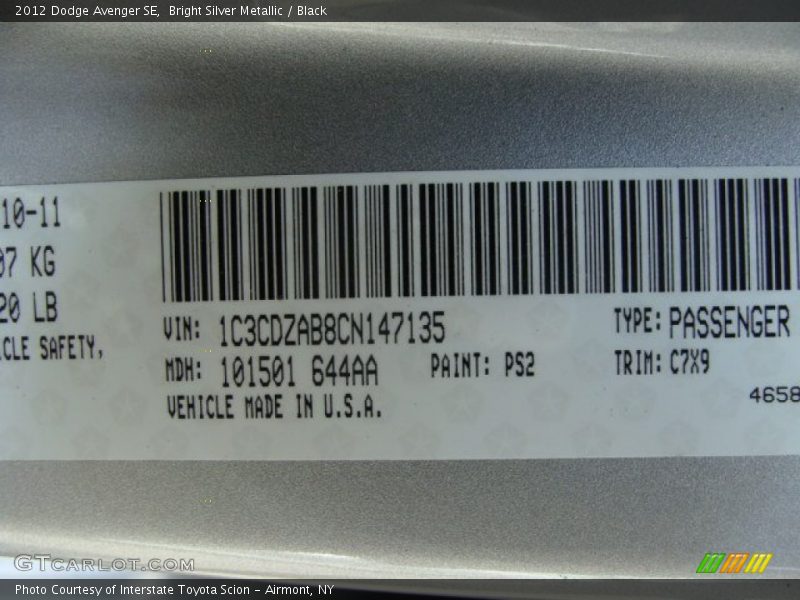 2012 Dodge Avenger SE,  Bright Silver Metallic / Black
10-11
07 KG
20 LB
CLE SAFETY,
VIN: 1C3CDZAB8CN147135
TYPE: PASSENGER
MDH: 101501 644AA
PAINT: PS2
TRIM: C7X9
VEHICLE MADE IN U.S.A.
4658
GTCARLOT.COM
Photo Courtesy of Interstate Toyota Scion – Airmont, NY